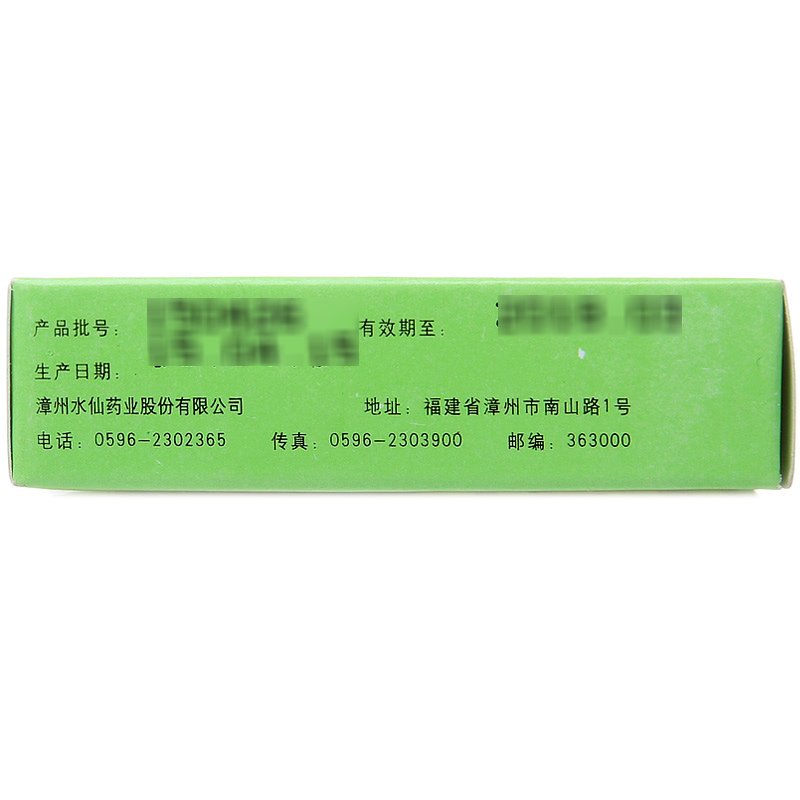 产品批号： 有效期至：
生产日期：
漳州水仙药业股份有限公司 地址：福建省漳州市南山路1号
电话：0596-2302365 传真：0596-2303900 邮编：363000